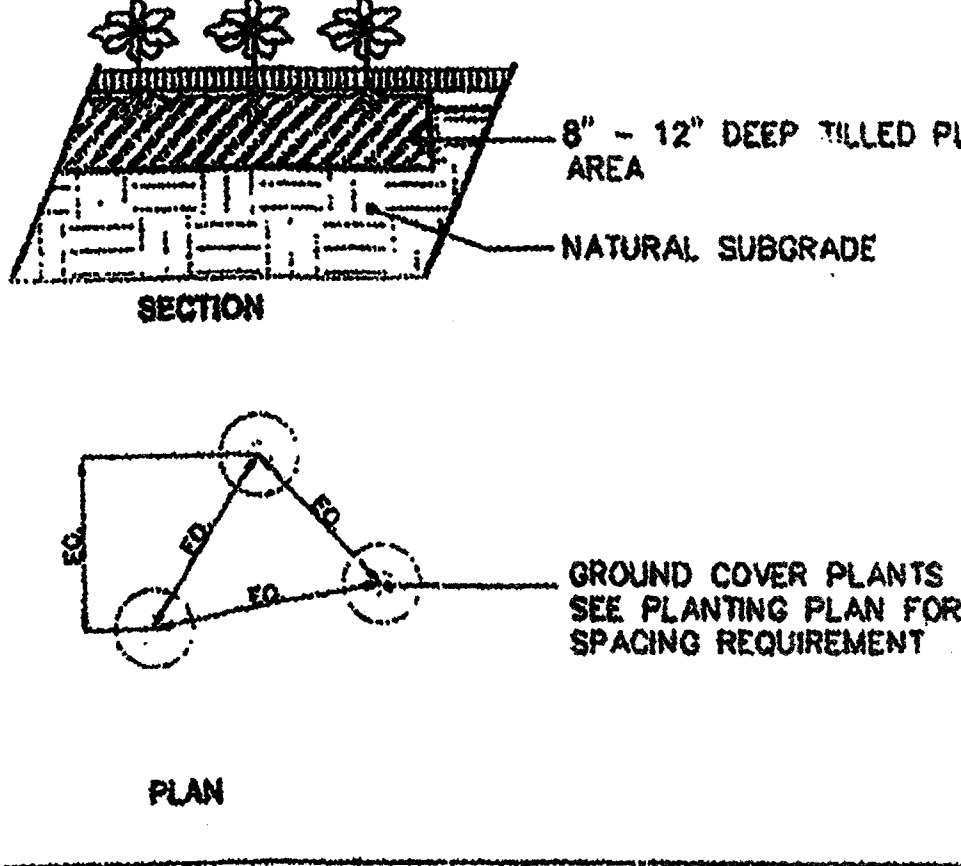 8" - 12" DEEP TILLED PL
AREA
NATURAL SUBGRADE
SECTION
EQ.
EQ.
EQ.
EQ.
GROUND COVER PLANTS
SEE PLANTING PLAN FOR
SPACING REQUIREMENT
PLAN